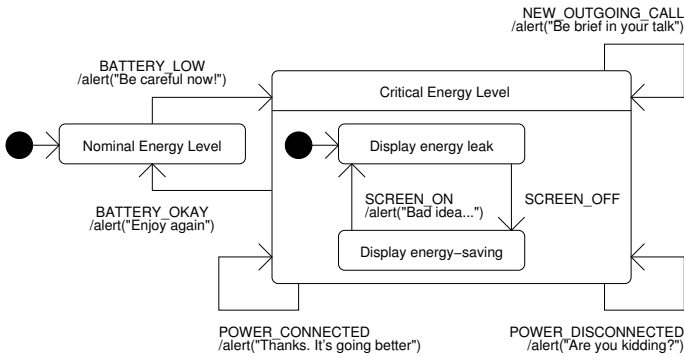 NEW_OUTGOING_CALL
/alert("Be brief in your talk")
BATTERY_LOW
/alert("Be careful now!")
Critical Energy Level
Nominal Energy Level
Display energy leak
SCREEN_ON
/alert("Bad idea...")
SCREEN_OFF
BATTERY_OKAY
/alert("Enjoy again")
Display energy−saving
POWER_CONNECTED
/alert("Thanks. It's going better")
POWER_DISCONNECTED
/alert("Are you kidding?")